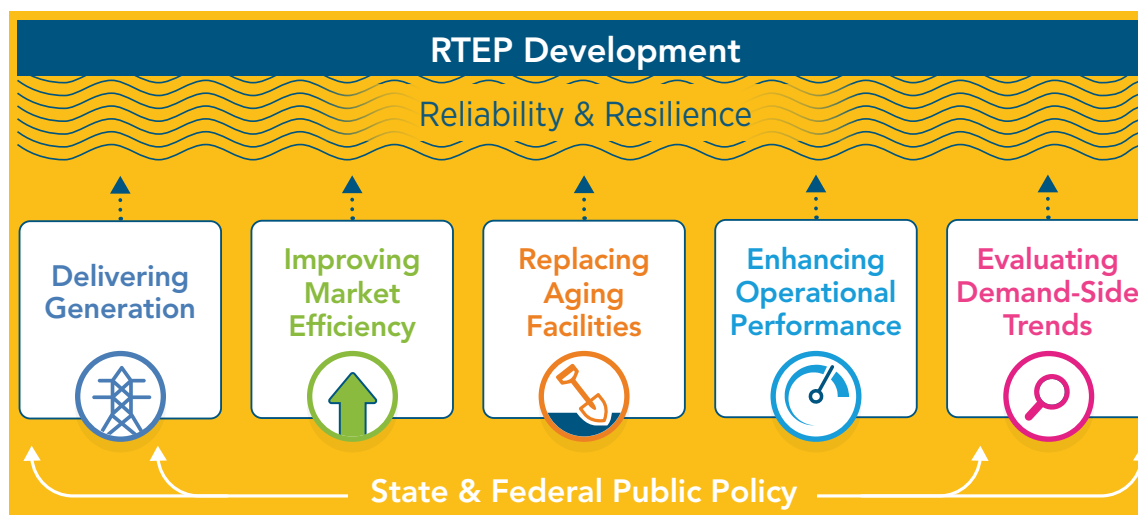 RTEP Development
Reliability & Resilience
Delivering
Generation
Improving
Market
Efficiency
Replacing
Aging
Facilities
Enhancing
Operational
Performance
Evaluating
Demand-Side
Trends
State & Federal Public Policy